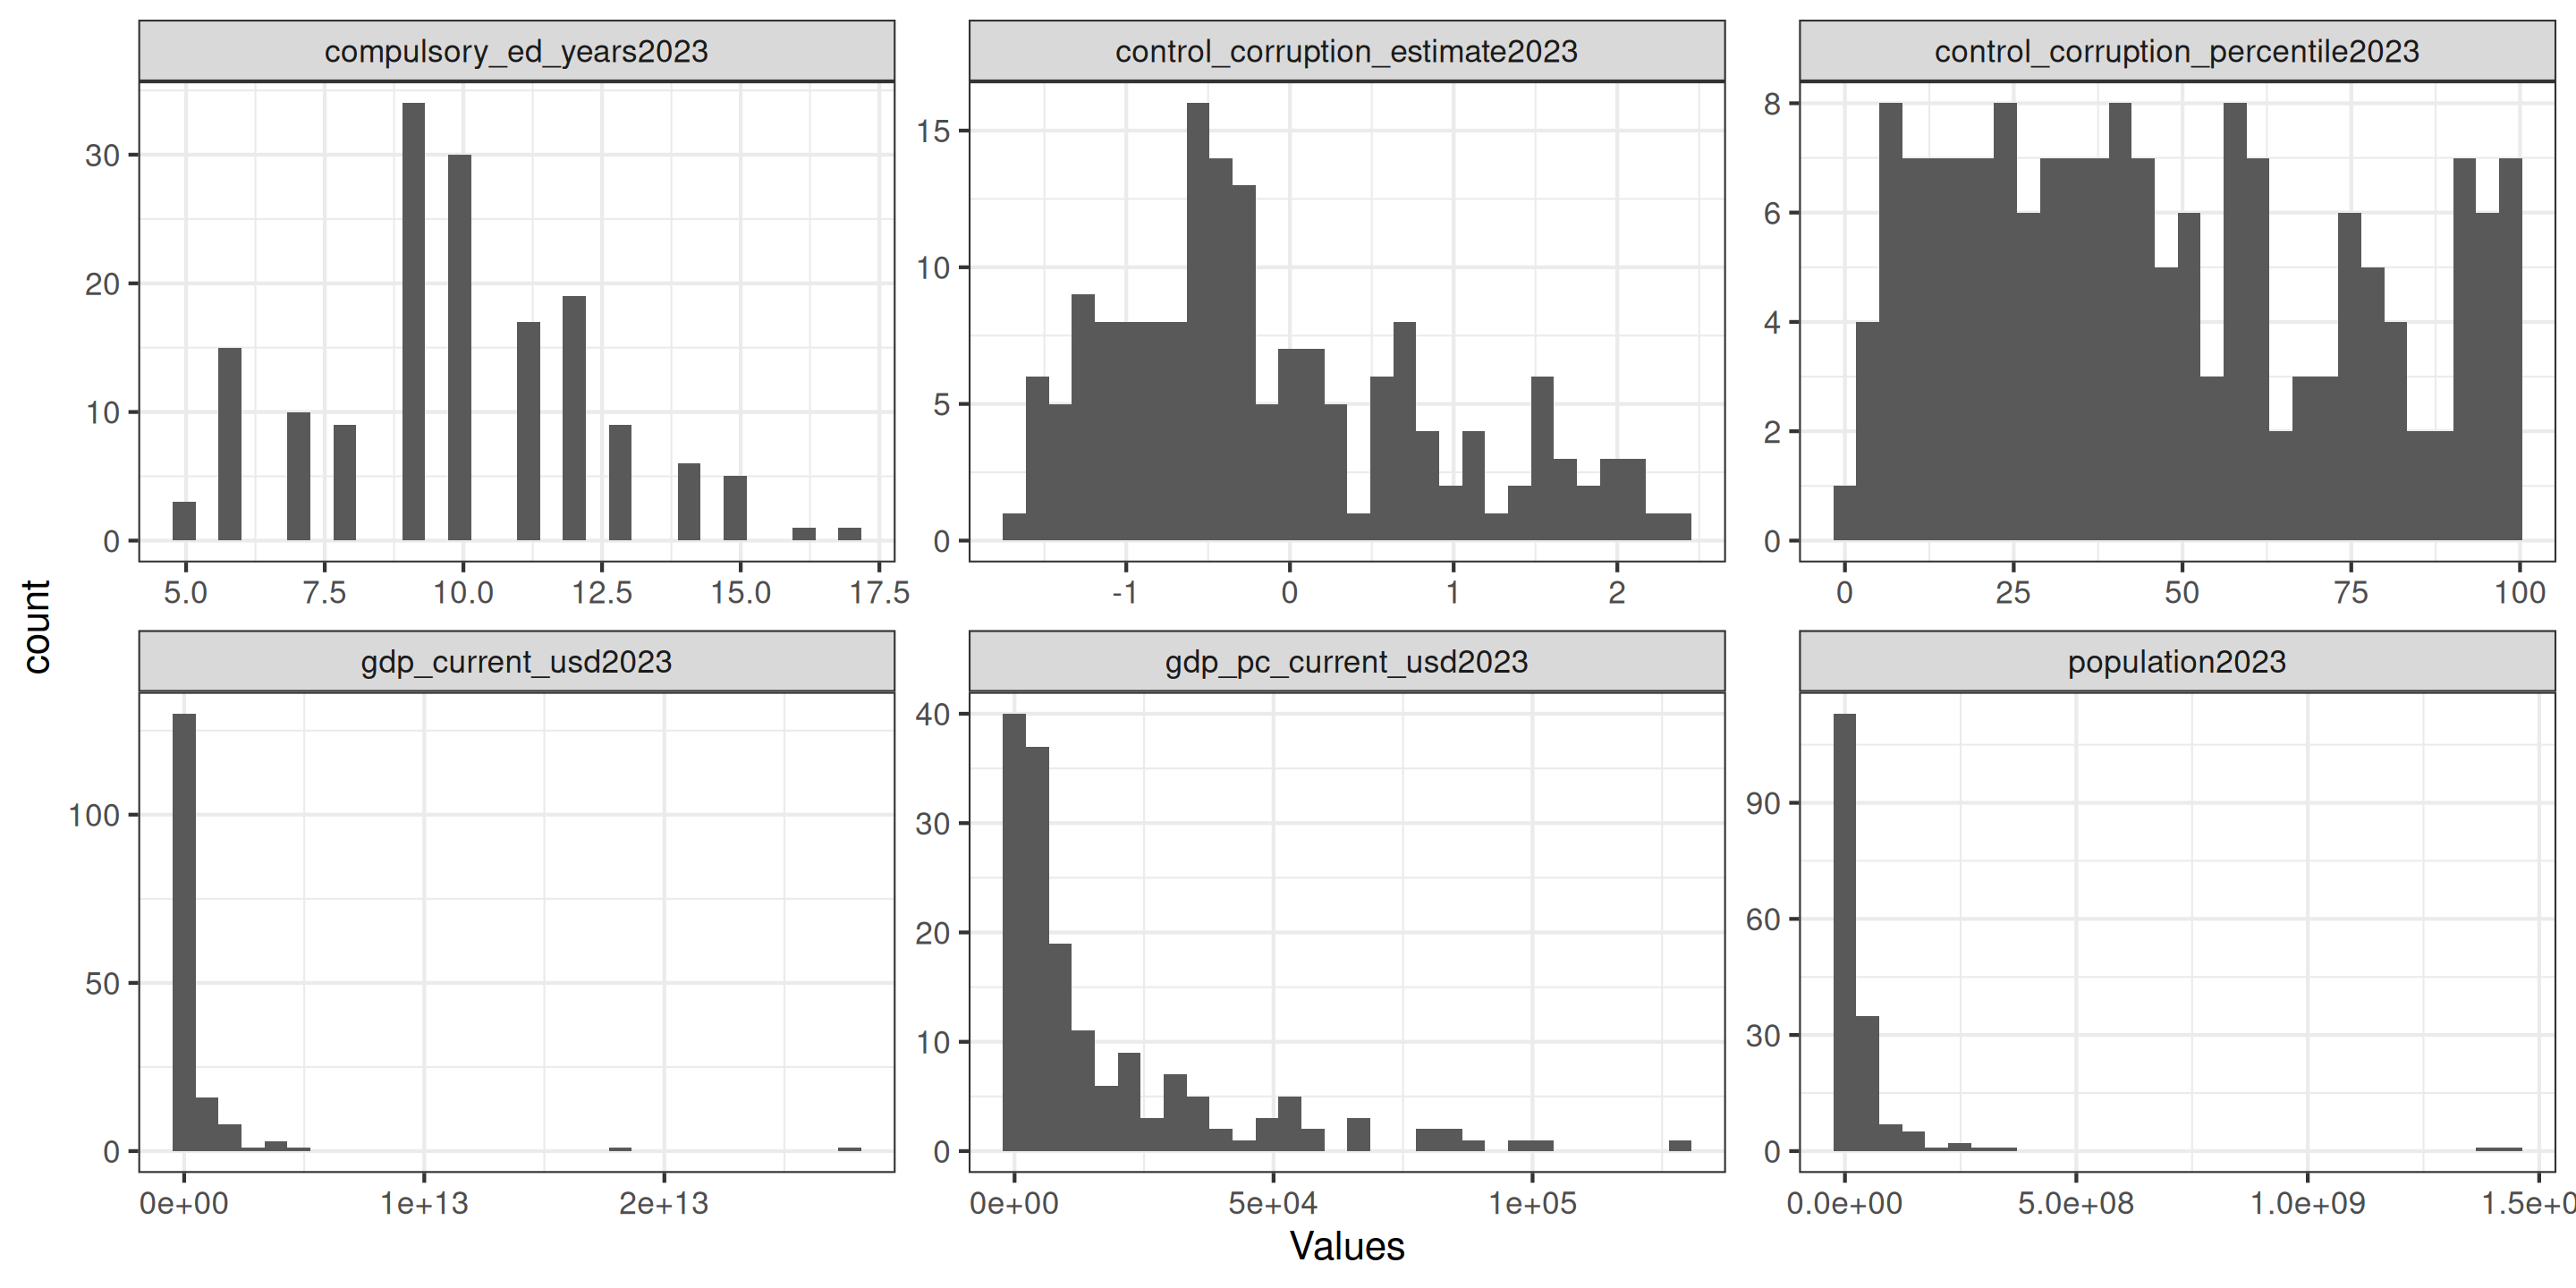 compulsory_ed_years2023
control_corruption_estimate2023
control_corruption_percentile2023
30
20
10
0
5.0 7.5 10.0 12.5 15.0 17.5
15
10
5
0
-1 0 1 2
8
6
4
2
0
0 25 50 75 100
count
gdp_current_usd2023
gdp_pc_current_usd2023
population2023
100
50
0
0e+00 1e+13 2e+13
40
30
20
10
0
0e+00 5e+04 1e+05
90
60
30
0
0.0e+00 5.0e+08 1.0e+09 1.5e+0
Values